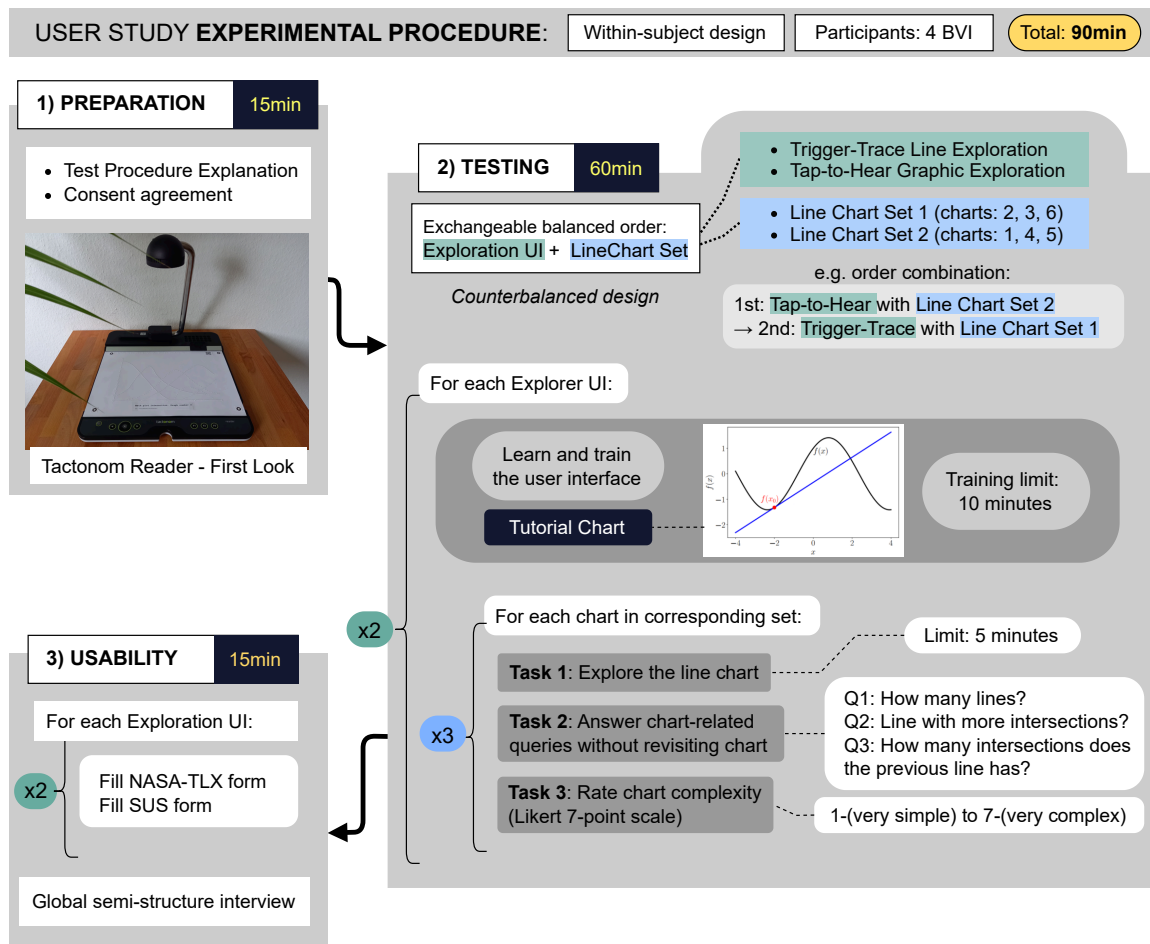 USER STUDY EXPERIMENTAL PROCEDURE:
Within-subject design
Participants: 4 BVI
Total: 90min
1) PREPARATION
15min
• Test Procedure Explanation
• Consent agreement
Tactonom Reader - First Look
2) TESTING
60min
Exchangeable balanced order:
Exploration UI + LineChart Set
Counterbalanced design
• Trigger-Trace Line Exploration
• Tap-to-Hear Graphic Exploration
• Line Chart Set 1 (charts: 2, 3, 6)
• Line Chart Set 2 (charts: 1, 4, 5)
e.g. order combination:
1st: Tap-to-Hear with Line Chart Set 2
→ 2nd: Trigger-Trace with Line Chart Set 1
x2
For each Explorer UI:
Learn and train
the user interface
Tutorial Chart
f(x)
1
0
−1
−2
f(x)
f(x₀)
−4
−2
0
2
4
x
Training limit:
10 minutes
x3
For each chart in corresponding set:
Task 1: Explore the line chart
Limit: 5 minutes
Task 2: Answer chart-related
queries without revisiting chart
Q1: How many lines?
Q2: Line with more intersections?
Q3: How many intersections does
the previous line has?
Task 3: Rate chart complexity
(Likert 7-point scale)
1-(very simple) to 7-(very complex)
3) USABILITY
15min
For each Exploration UI:
x2
Fill NASA-TLX form
Fill SUS form
Global semi-structure interview